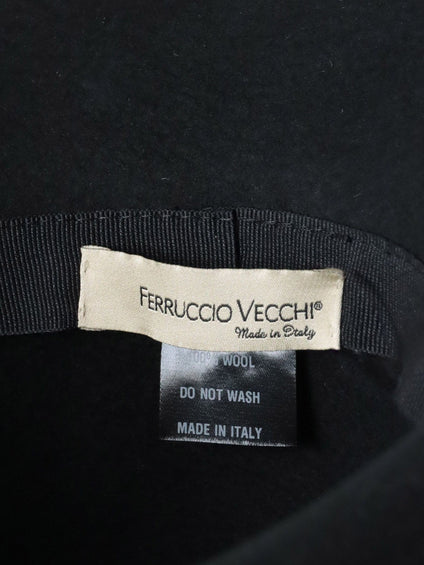 FERRUCCIO VECCHI®
Made in Italy
100% WOOL
DO NOT WASH
MADE IN ITALY